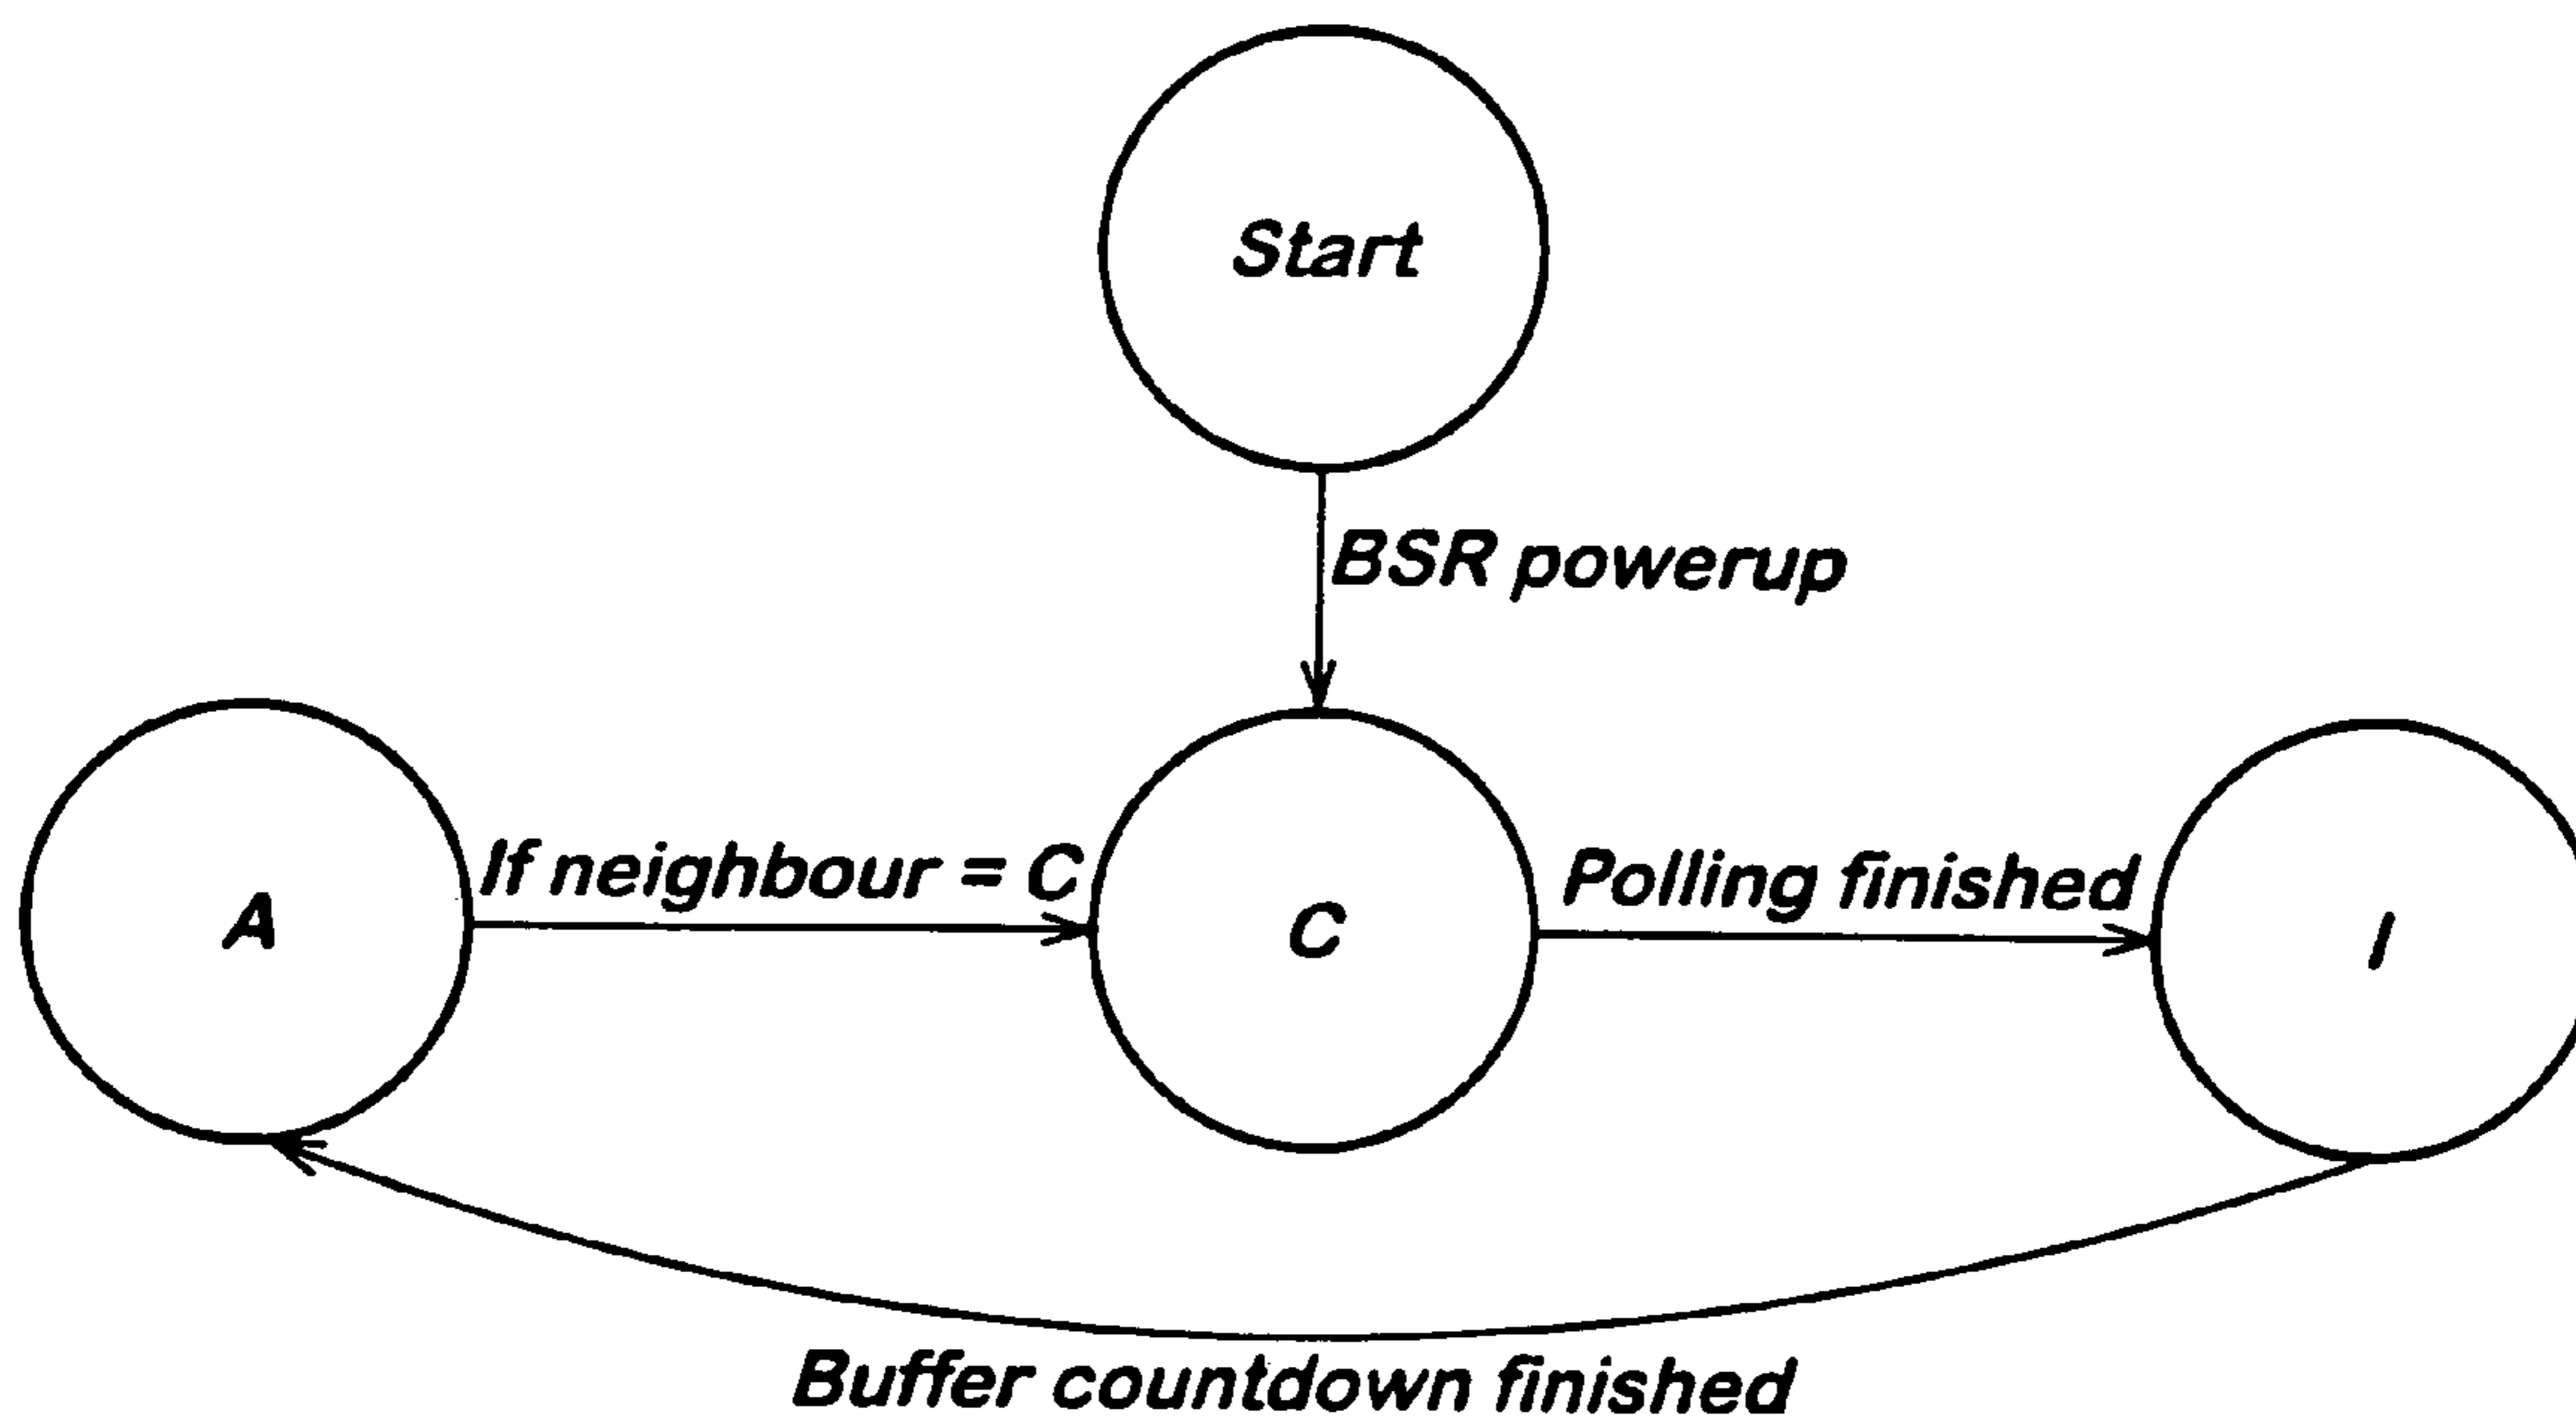 Start
BSR powerup
If neighbour = C
Polling finished
A
C
I
Buffer countdown finished